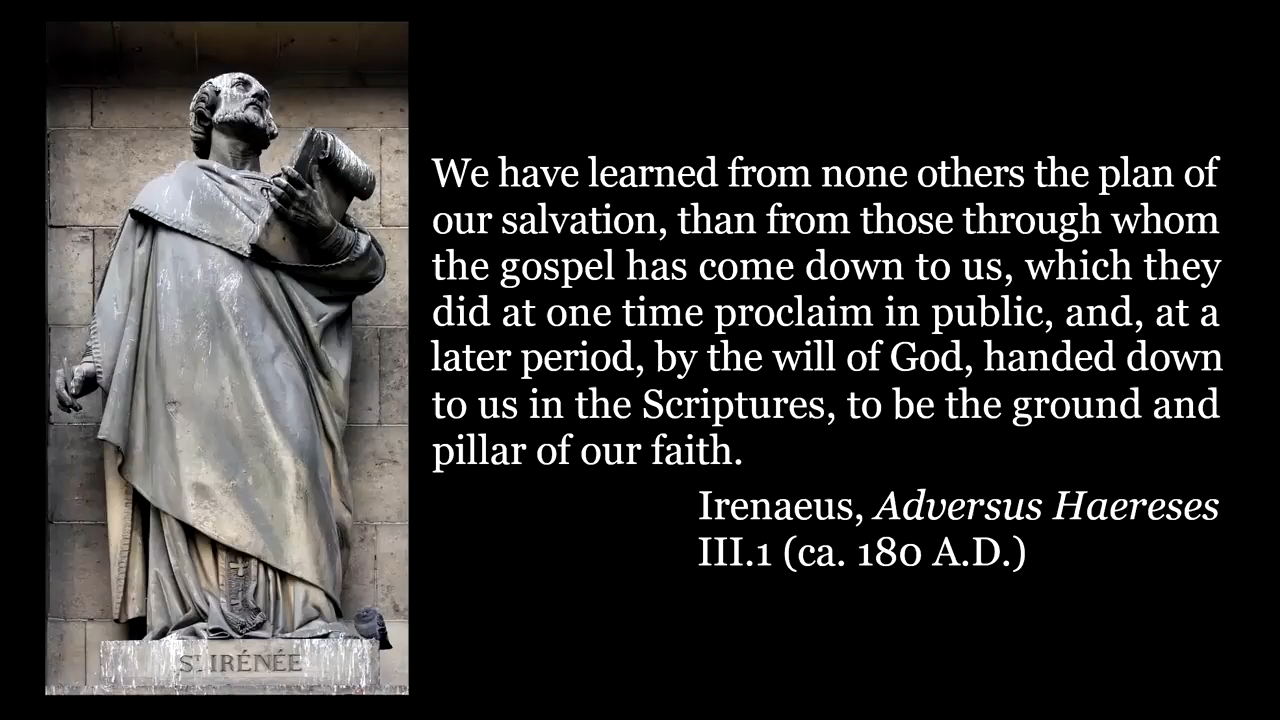 We have learned from none others the plan of
our salvation, than from those through whom
the gospel has come down to us, which they
did at one time proclaim in public, and, at a
later period, by the will of God, handed down
to us in the Scriptures, to be the ground and
pillar of our faith.
Irenaeus, Adversus Haereses
III.1 (ca. 180 A.D.)
ST. IRÉNÉE